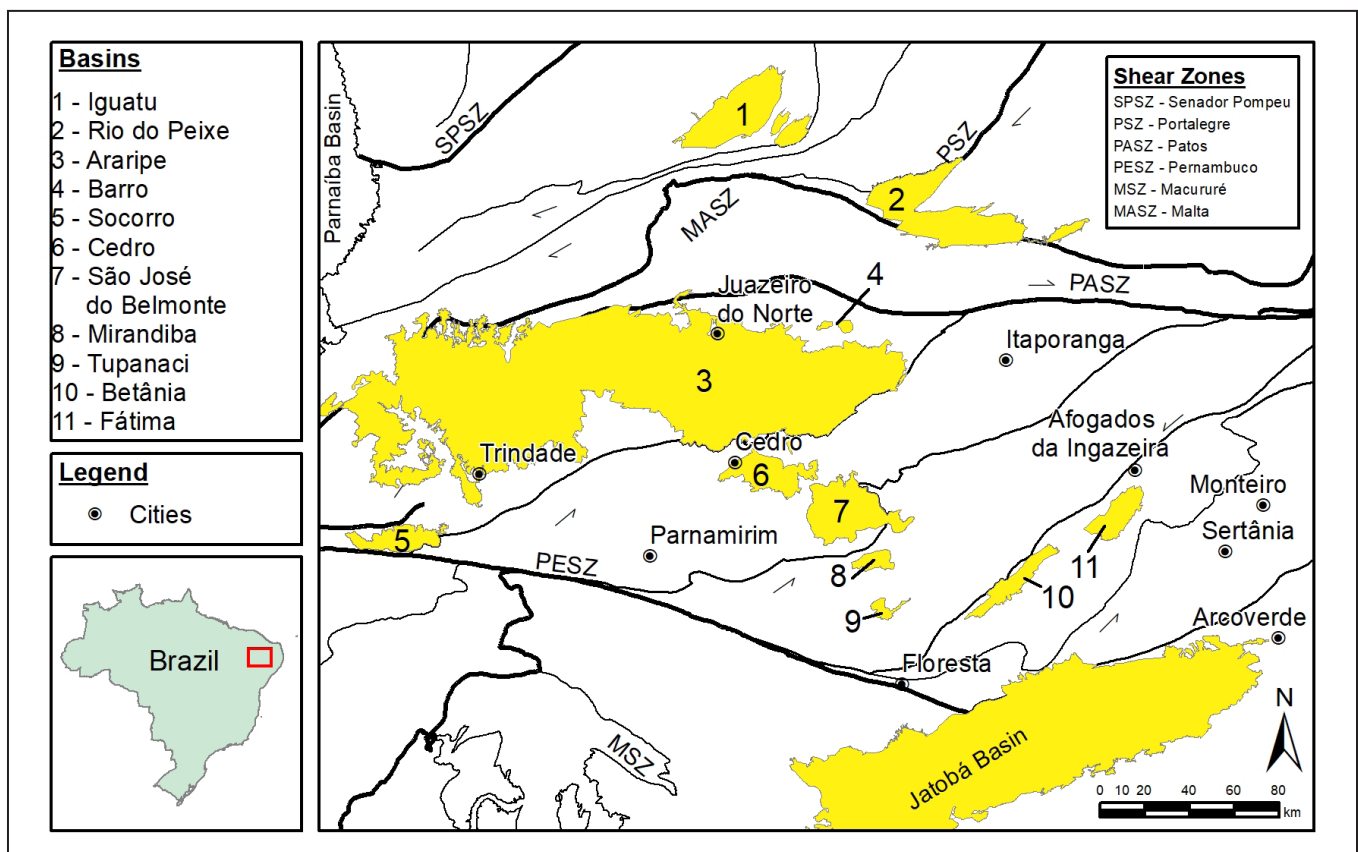 Basins
1 - Iguatu
2 - Rio do Peixe
3 - Araripe
4 - Barro
5 - Socorro
6 - Cedro
7 - São José
do Belmonte
8 - Mirandiba
9 - Tupanaci
10 - Betânia
11 - Fátima
Legend
Cities
Brazil
Shear Zones
SPSZ - Senador Pompeu
PSZ - Portalegre
PASZ - Patos
PESZ - Pernambuco
MSZ - Macururé
MASZ - Malta
Parnaíba Basin
SPSZ
1
PSZ
2
MASZ
4
PASZ
Juazeiro
do Norte
Itaporanga
3
Afogados
da Ingazeira
Trindade
Cedro
6
Monteiro
7
Sertânia
5
Parnamirim
PESZ
8
11
10
9
Arcoverde
Floresta
MSZ
Jatobá Basin
N
0 10 20 40 60 80
km